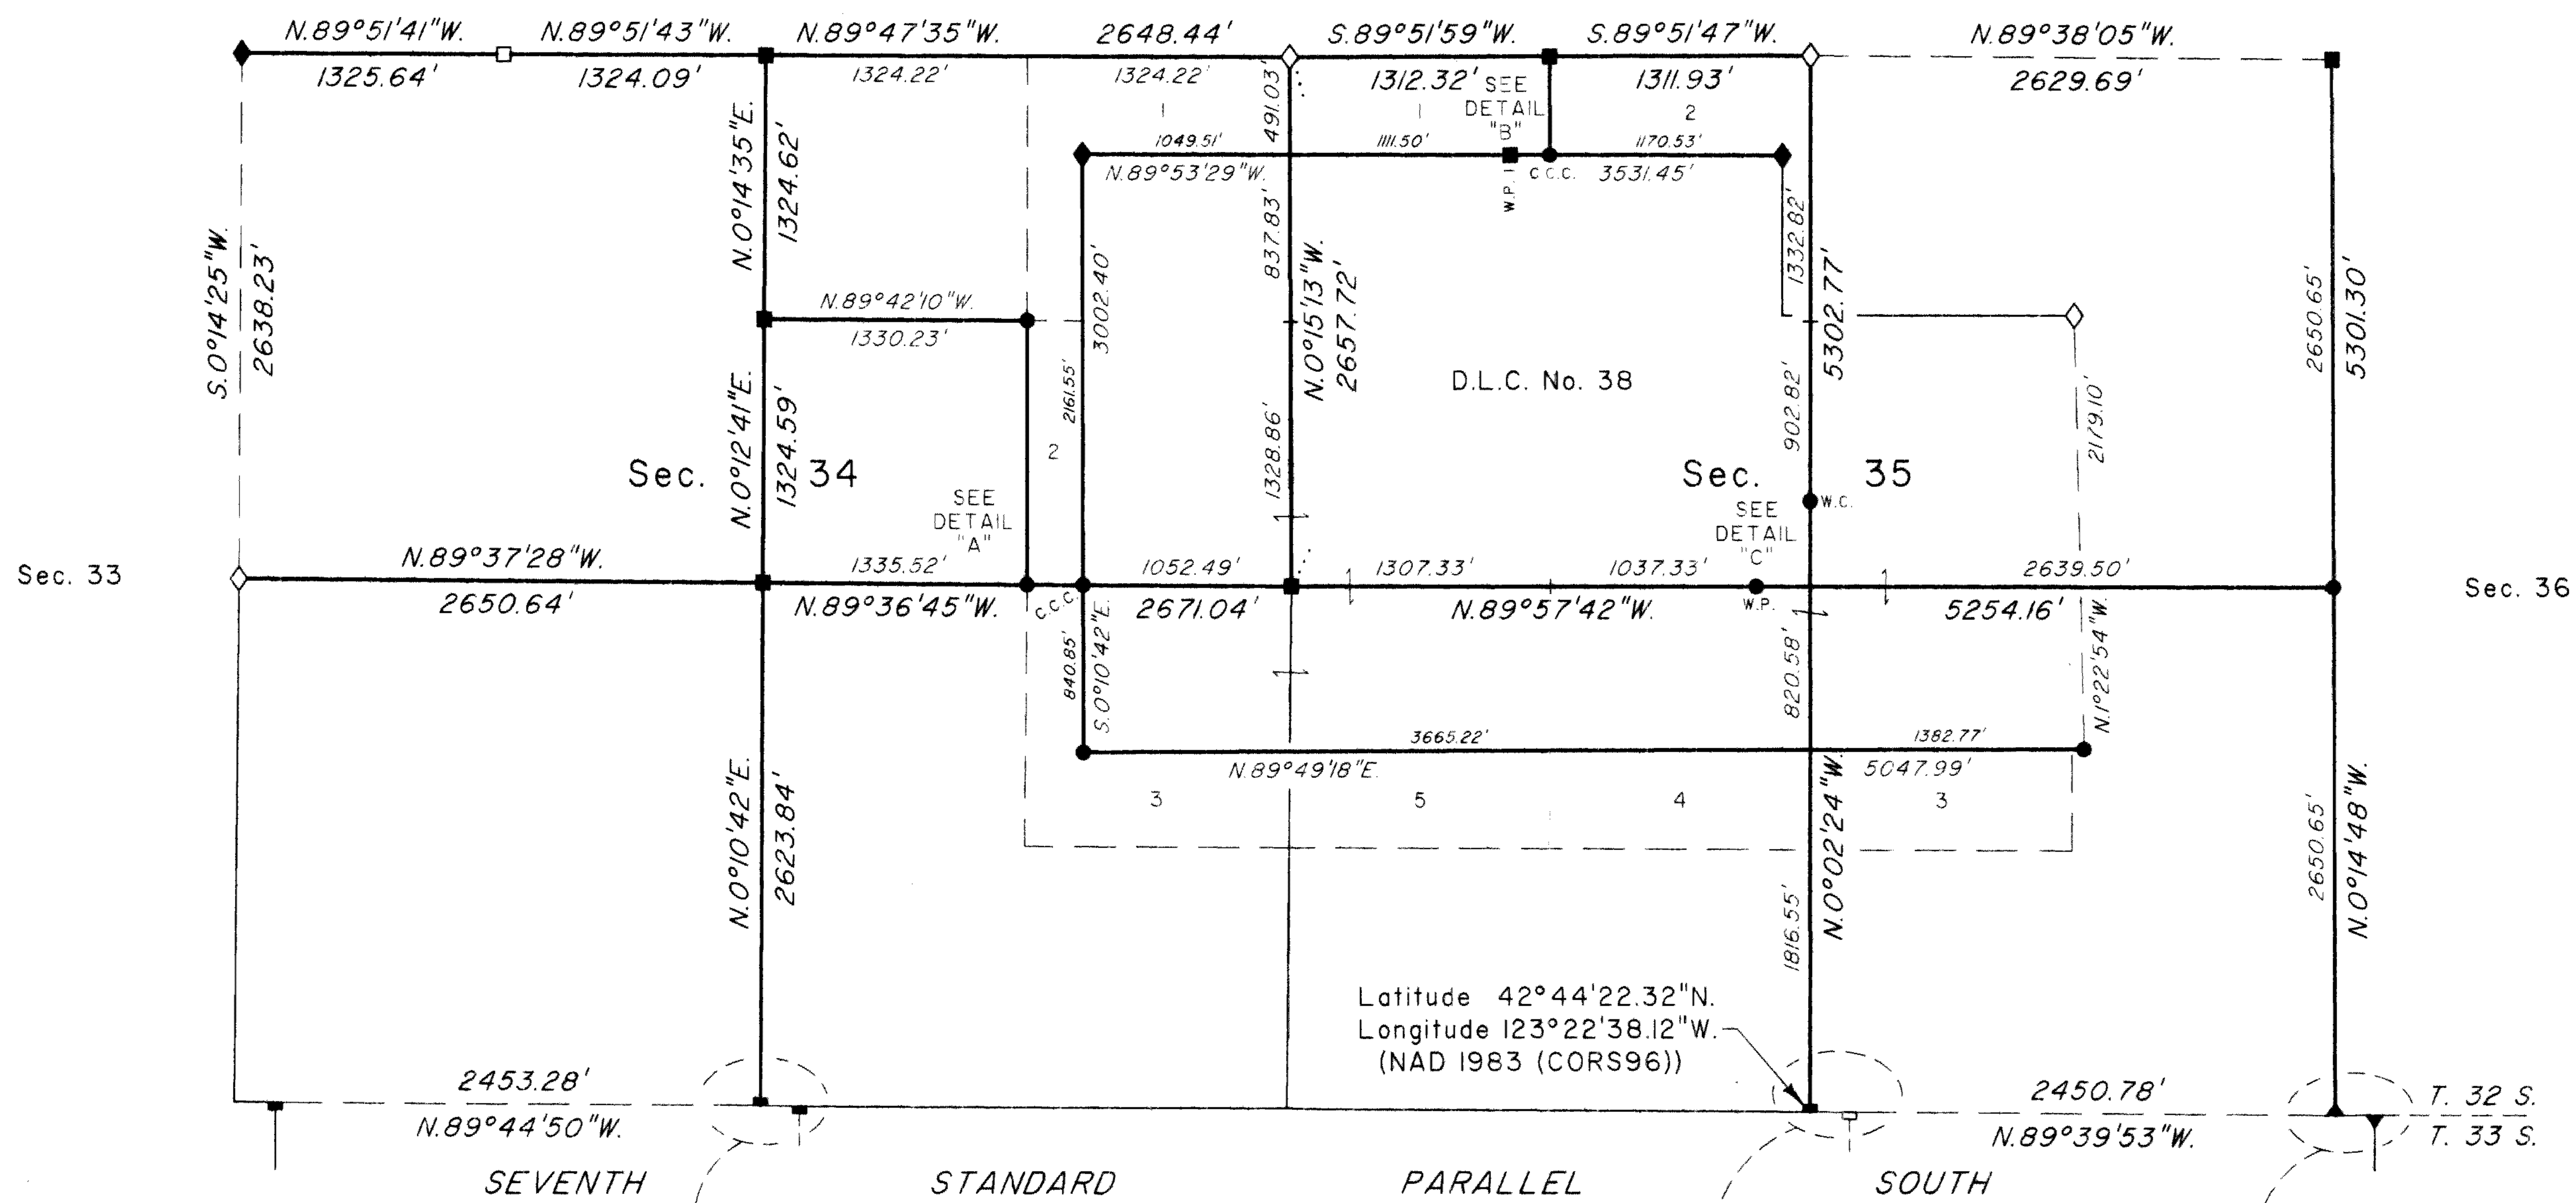 N.89°51'41"W.
N.89°51'43"W.
N.89°47'35"W.
2648.44'
S.89°51'59"W.
S.89°51'47"W.
N.89°38'05"W.
1325.64'
1324.09'
1324.22'
1324.22'
1312.32'
1311.93'
2629.69'
SEE
DETAIL
"B"
1
1
2
491.03'
N.0°14'35"E.
1324.62'
1049.51'
1111.50'
1170.53'
N.89°53'29"W.
W.P.
C.C.C.
3531.45'
S.0°14'25"W.
2638.23'
837.83'
N.0°15'13"W.
2657.72'
1332.82'
5302.77'
2650.65'
5301.30'
N.89°42'10"W.
1330.23'
3002.40'
2161.55'
D.L.C. No. 38
N.0°12'41"E.
1324.59'
2
1328.86'
902.82'
2179.10'
Sec. 34
Sec. 35
SEE
DETAIL
"A"
SEE
DETAIL
"C"
W.C.
Sec. 33
N.89°37'28"W.
2650.64'
1335.52'
N.89°36'45"W.
C.C.C.
1052.49'
2671.04'
1307.33'
1037.33'
N.89°57'42"W.
W.P.
2639.50'
5254.16'
Sec. 36
840.85'
S.0°10'42"E.
820.58'
N.1°22'54"W.
3665.22'
1382.77'
N.89°49'18"E.
5047.99'
3
5
4
3
N.0°10'42"E.
2623.84'
N.0°02'24"W.
1816.55'
2650.65'
N.0°14'48"W.
Latitude 42°44'22.32"N.
Longitude 123°22'38.12"W.
(NAD 1983 (CORS96))
2453.28'
N.89°44'50"W.
2450.78'
N.89°39'53"W.
T. 32 S.
T. 33 S.
SEVENTH STANDARD PARALLEL SOUTH